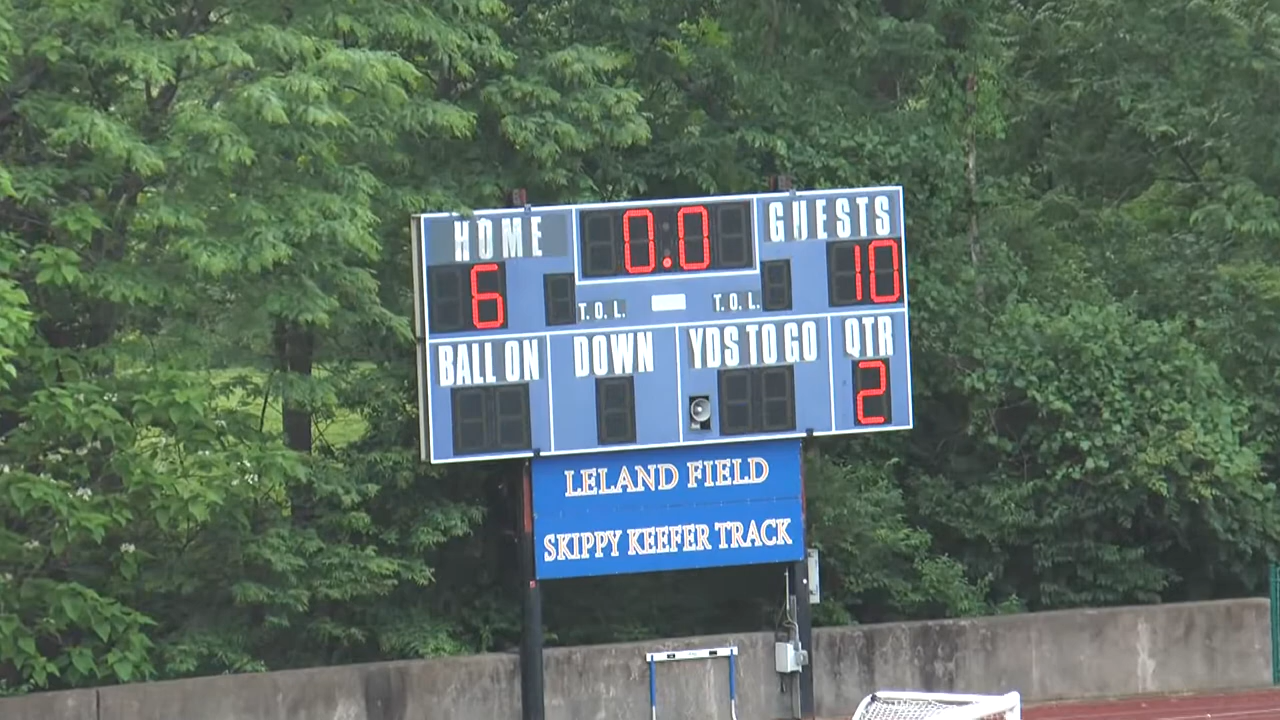 HOME 0.0 GUESTS
6 T.O.L. T.O.L. 10
BALL ON DOWN YDS TO GO QTR
2
LELAND FIELD
SKIPPY KEEFER TRACK